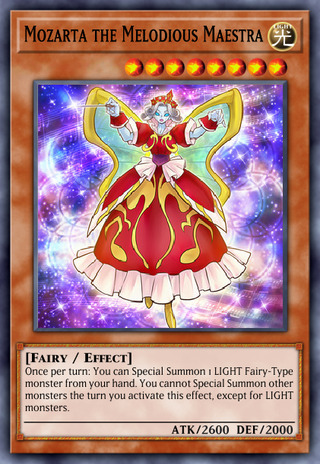 Mozarta the Melodious Maestra
LIGHT
光
[Fairy / Effect]
Once per turn: You can Special Summon 1 LIGHT Fairy-Type
monster from your hand. You cannot Special Summon other
monsters the turn you activate this effect, except for LIGHT
monsters.
ATK/2600 DEF/2000